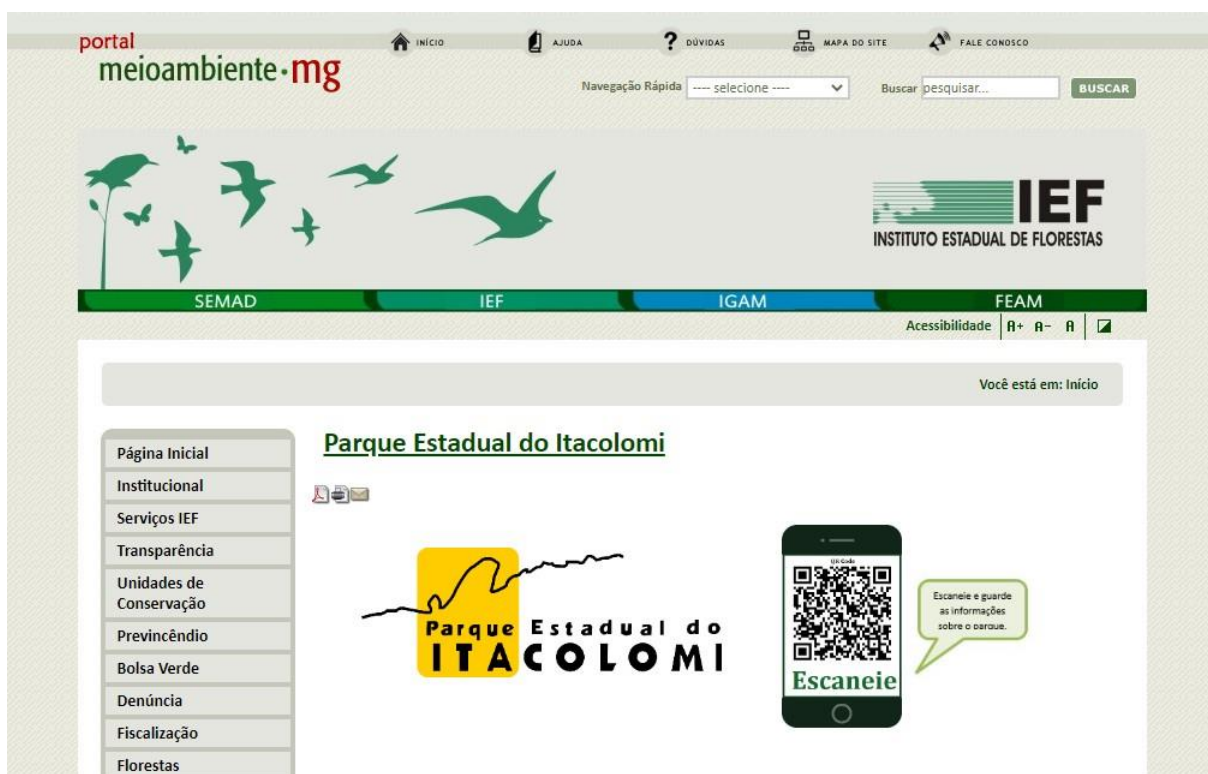 portal
meioambiente·mg
INÍCIO
AJUDA
? DÚVIDAS
MAPA DO SITE
FALE CONOSCO
Navegação Rápida
---- selecione ----
Buscar
pesquisar...
BUSCAR
IEF
INSTITUTO ESTADUAL DE FLORESTAS
SEMAD
IEF
IGAM
FEAM
Acessibilidade
A+ A- A
Você está em: Início
Página Inicial
Institucional
Serviços IEF
Transparência
Unidades de
Conservação
Previncêndio
Bolsa Verde
Denúncia
Fiscalização
Florestas
Parque Estadual do Itacolomi
Parque Estadual do
ITACOLOMI
QR Code
Escaneie
Escaneie e guarde
as informações
sobre o parque.